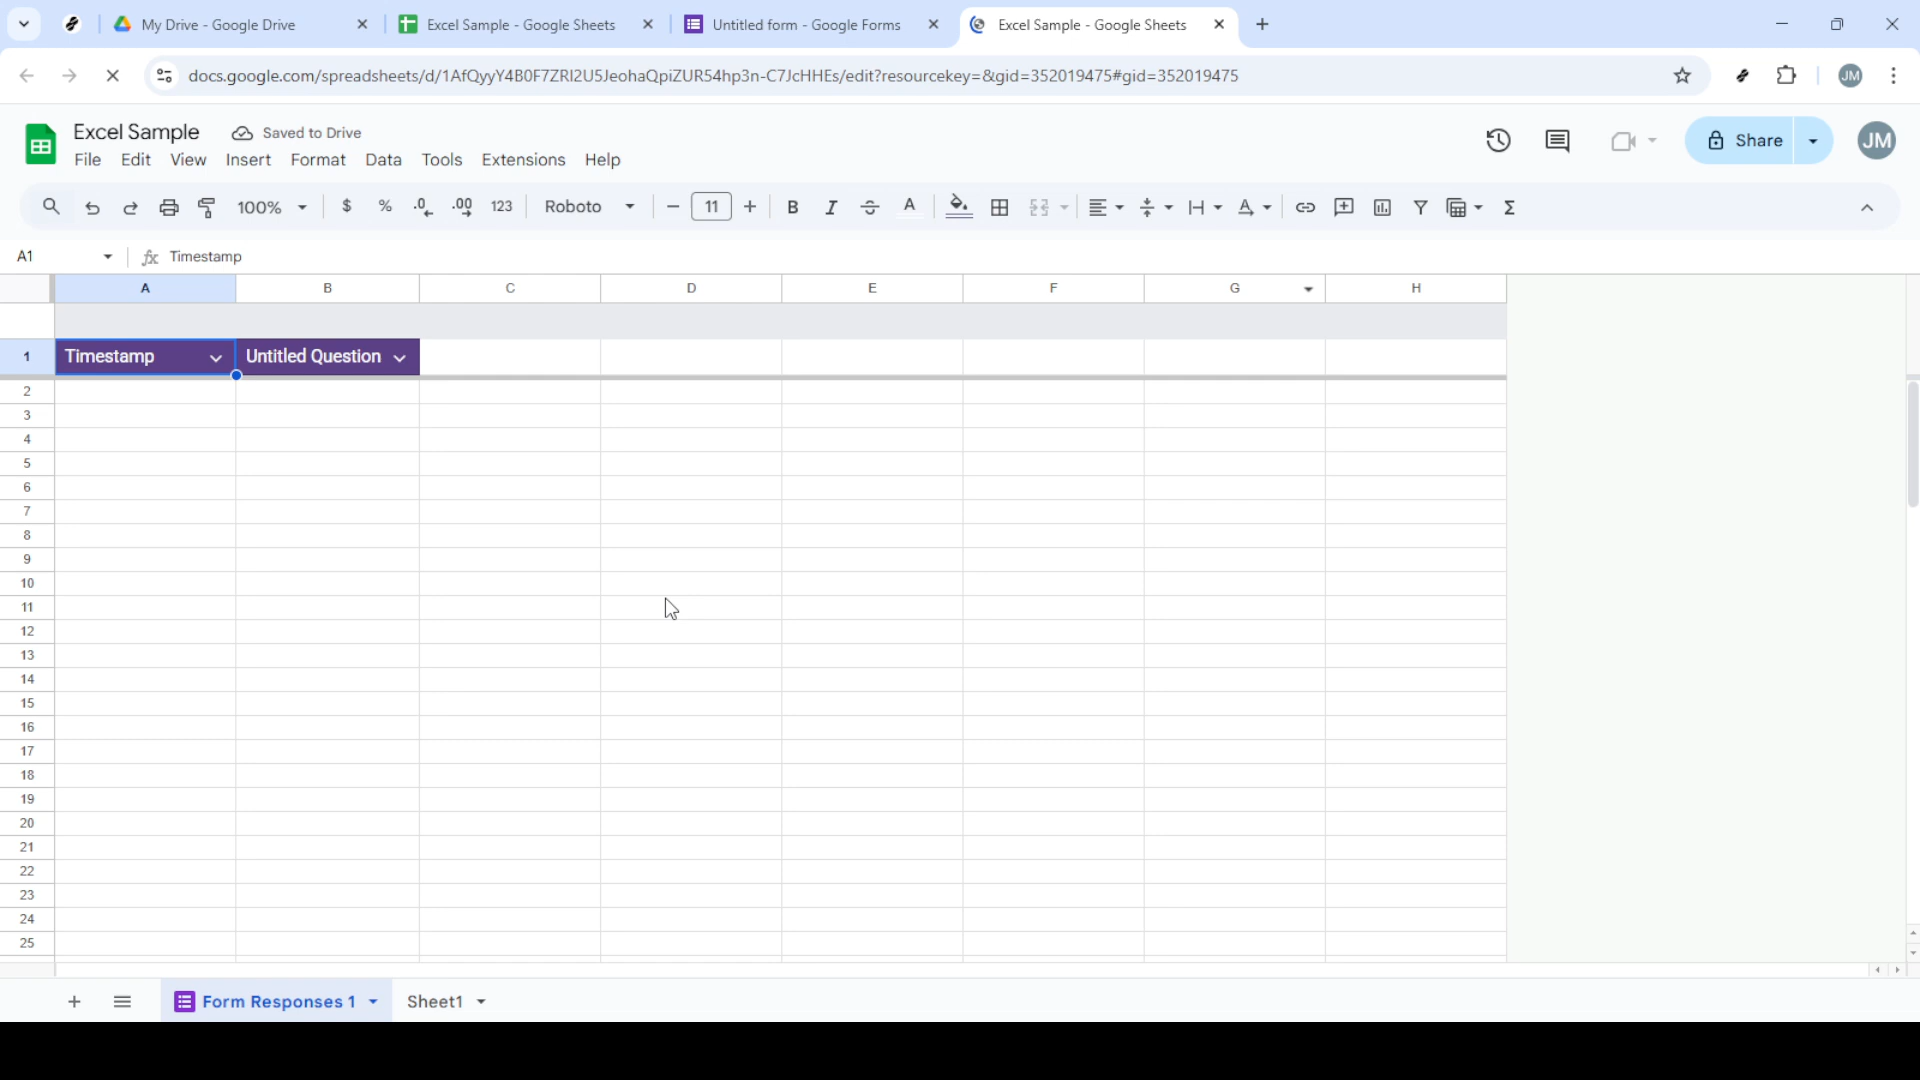 My Drive - Google Drive
Excel Sample - Google Sheets
Untitled form - Google Forms
Excel Sample - Google Sheets
docs.google.com/spreadsheets/d/1AfQyyY4B0F7ZRI2U5JeohaQpiZUR54hp3n-C7JcHHEs/edit?resourcekey=&gid=352019475#gid=352019475
JM
Excel Sample
Saved to Drive
File Edit View Insert Format Data Tools Extensions Help
Share
JM
100% $ % .0 .00 123 Roboto - 11 + B I S A Σ
A1 fx Timestamp
A B C D E F G H
1 Timestamp Untitled Question
2
3
4
5
6
7
8
9
10
11
12
13
14
15
16
17
18
19
20
21
22
23
24
25
Form Responses 1 Sheet1